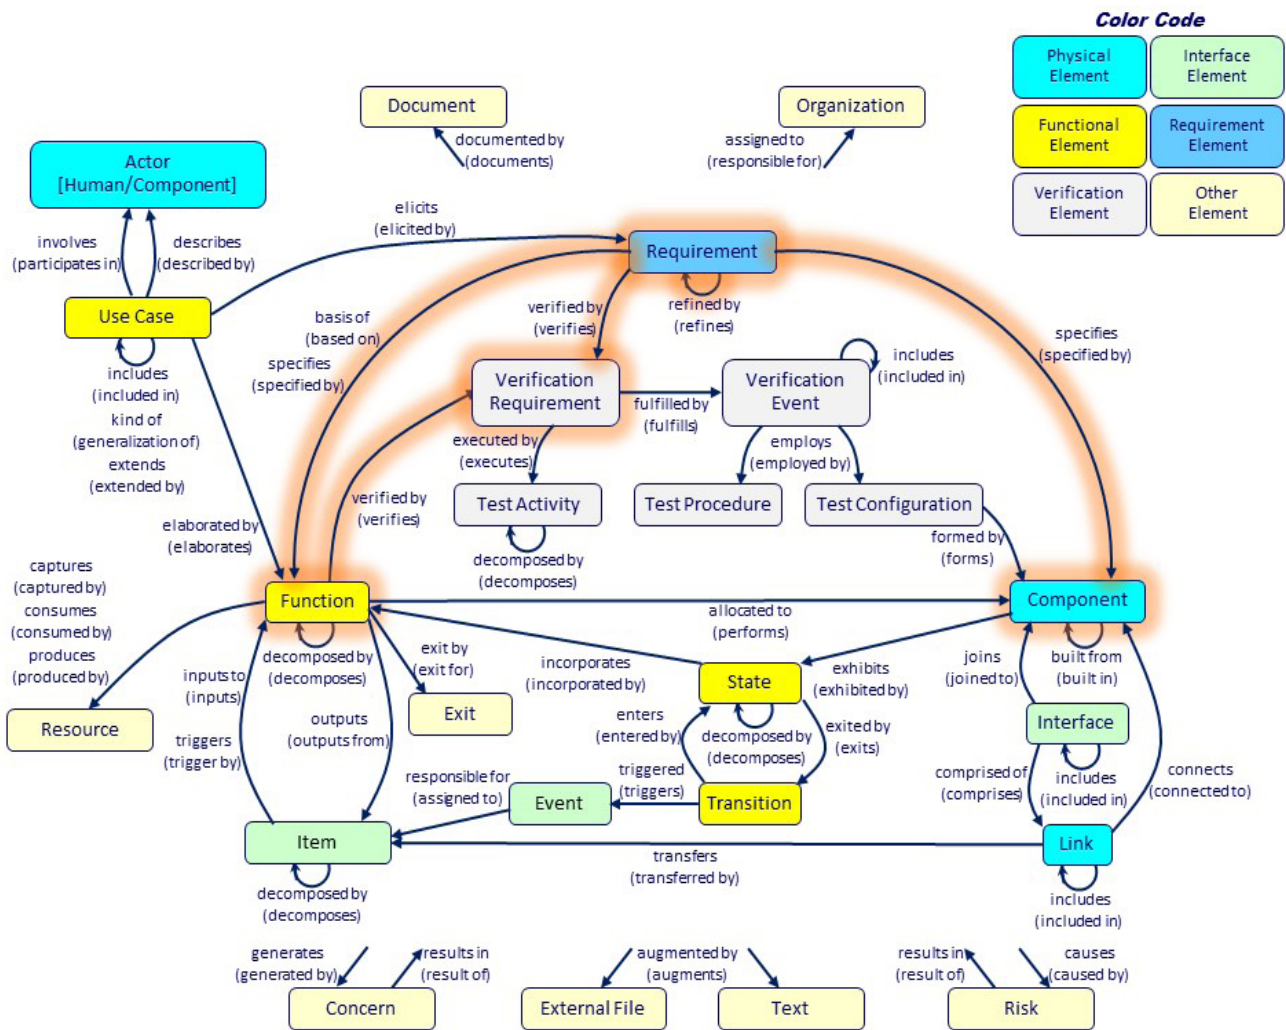 Color Code
Physical
Element
Interface
Element
Functional
Element
Requirement
Element
Verification
Element
Other
Element
Document
documented by
(documents)
Organization
assigned to
(responsible for)
Actor
[Human/Component]
involves
(participates in)
describes
(described by)
elicits
(elicited by)
Requirement
refined by
(refines)
Use Case
includes
(included in)
kind of
(generalization of)
extends
(extended by)
basis of
(based on)
specifies
(specified by)
verified by
(verifies)
specifies
(specified by)
Verification
Requirement
fulfilled by
(fulfills)
Verification
Event
includes
(included in)
executed by
(executes)
employs
(employed by)
Test Activity
decomposed by
(decomposes)
Test Procedure
Test Configuration
formed by
(forms)
verified by
(verifies)
elaborated by
(elaborates)
captures
(captured by)
consumes
(consumed by)
produces
(produced by)
Function
decomposed by
(decomposes)
allocated to
(performs)
Component
built from
(built in)
joins
(joined to)
exit by
(exit for)
Exit
incorporates
(incorporated by)
State
exhibits
(exhibited by)
inputs to
(inputs)
outputs
(outputs from)
Resource
triggers
(trigger by)
enters
(entered by)
decomposed by
(decomposes)
exited by
(exits)
Interface
includes
(included in)
comprised of
(comprises)
connects
(connected to)
responsible for
(assigned to)
Event
triggered
(triggers)
Transition
Item
decomposed by
(decomposes)
transfers
(transferred by)
Link
includes
(included in)
generates
(generated by)
results in
(result of)
Concern
augmented by
(augments)
External File
Text
results in
(result of)
causes
(caused by)
Risk